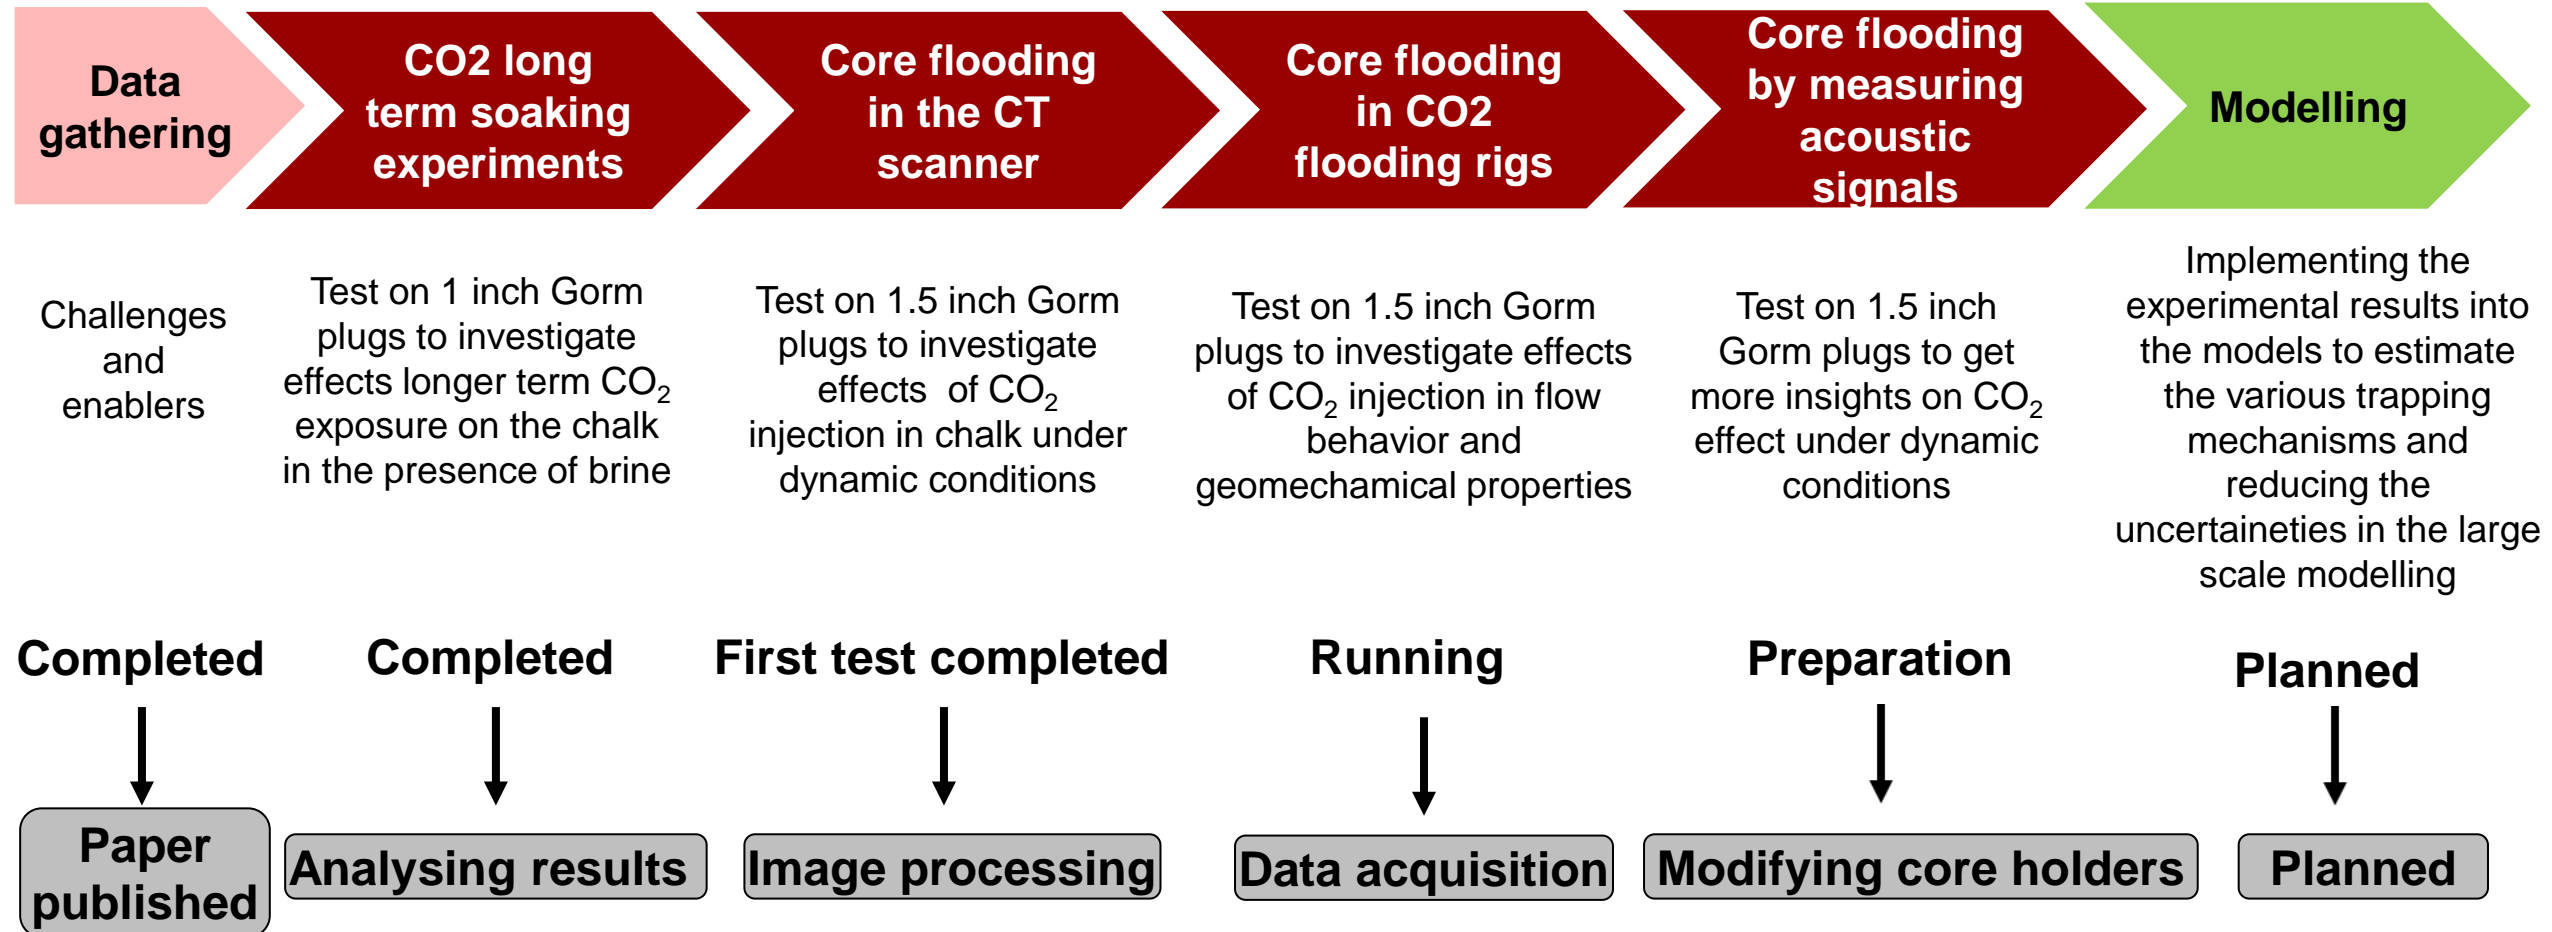 Data
gathering
CO2 long
term soaking
experiments
Core flooding
in the CT
scanner
Core flooding
in CO2
flooding rigs
Core flooding
by measuring
acoustic
signals
Modelling
Challenges
and
enablers
Test on 1 inch Gorm
plugs to investigate
effects longer term CO₂
exposure on the chalk
in the presence of brine
Test on 1.5 inch Gorm
plugs to investigate
effects of CO₂
injection in chalk under
dynamic conditions
Test on 1.5 inch Gorm
plugs to investigate effects
of CO₂ injection in flow
behavior and
geomechamical properties
Test on 1.5 inch
Gorm plugs to get
more insights on CO₂
effect under dynamic
conditions
Implementing the
experimental results into
the models to estimate
the various trapping
mechanisms and
reducing the
uncertaineties in the large
scale modelling
Completed
Completed
First test completed
Running
Preparation
Planned
Paper
published
Analysing results
Image processing
Data acquisition
Modifying core holders
Planned